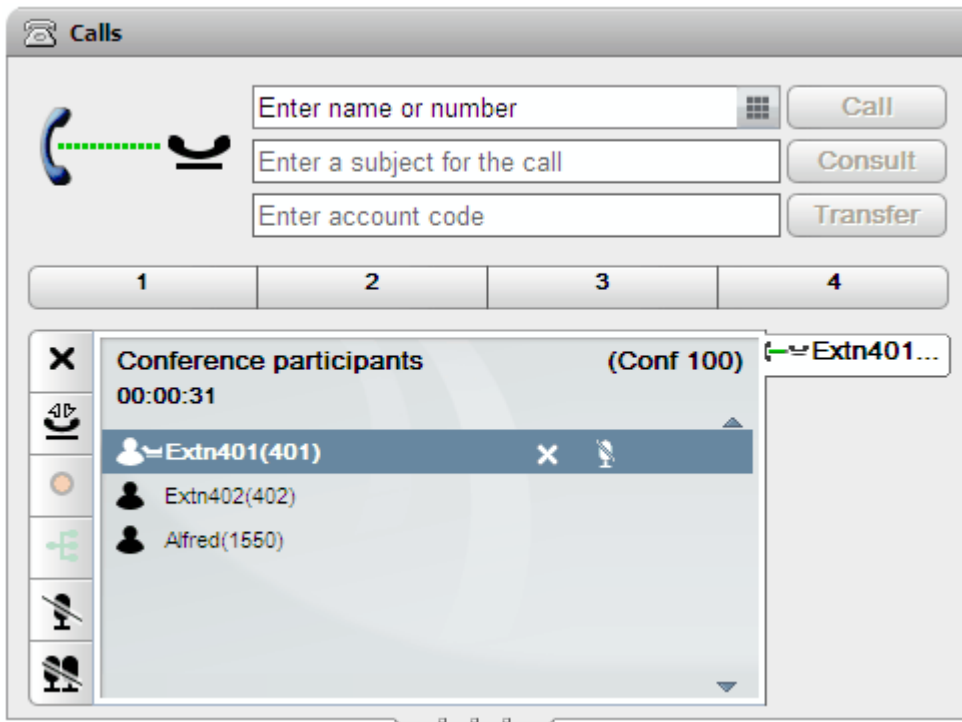 Calls
Enter name or number
Call
Enter a subject for the call
Consult
Enter account code
Transfer
1 2 3 4
Conference participants (Conf 100)
00:00:31
Extn401(401)
Extn402(402)
Alfred(1550)
Extn401...